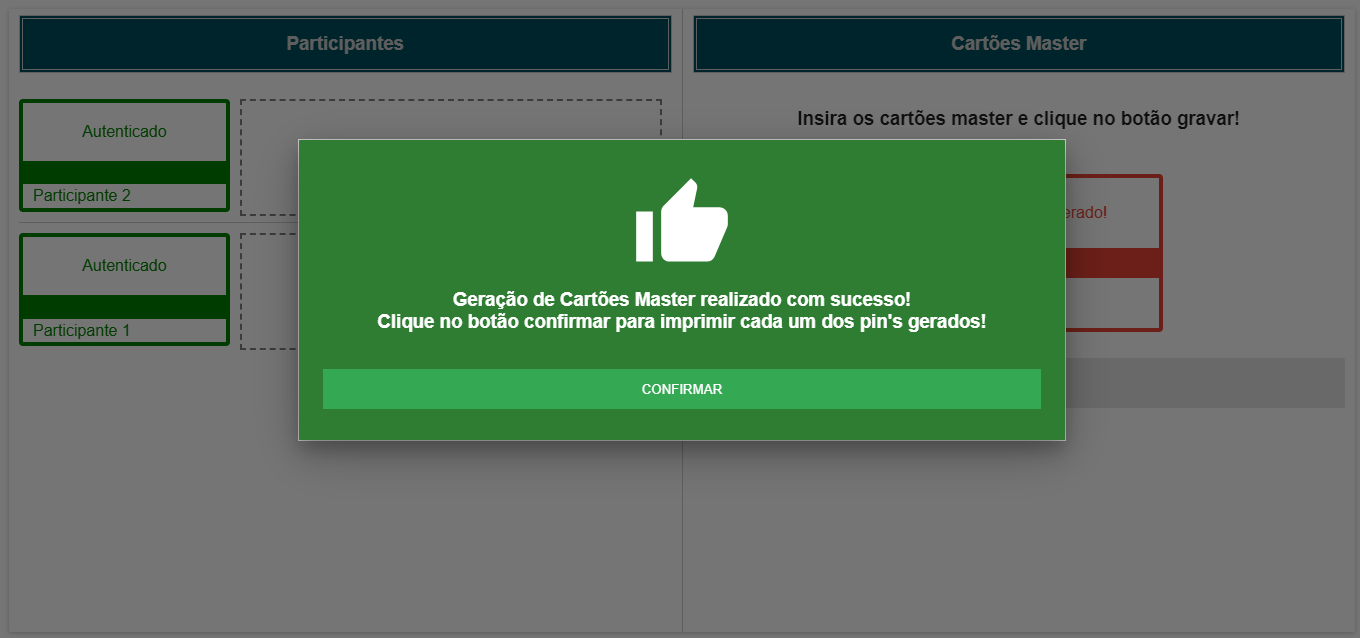 Participantes
Cartões Master
Autenticado
Participante 2
Autenticado
Participante 1
Insira os cartões master e clique no botão gravar!
Geração de Cartões Master realizado com sucesso!
Clique no botão confirmar para imprimir cada um dos pin's gerados!
CONFIRMAR